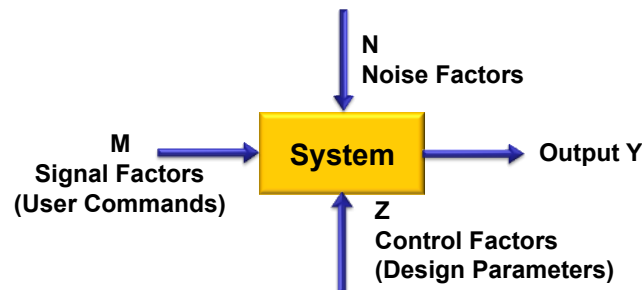 N
Noise Factors
M
Signal Factors
(User Commands)
System
Output Y
Z
Control Factors
(Design Parameters)